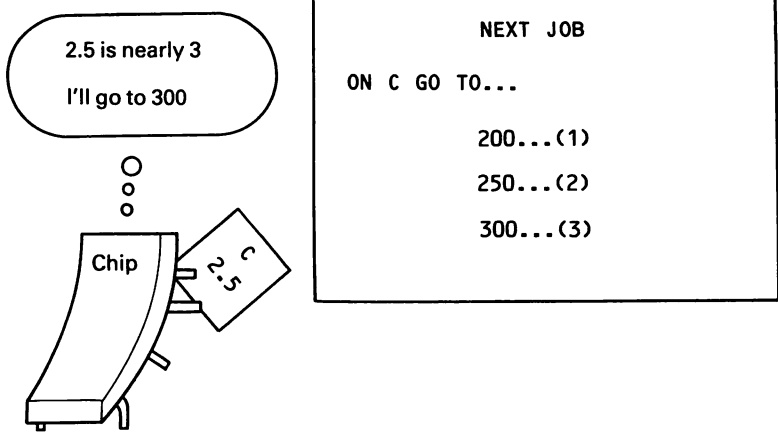 2.5 is nearly 3
I'll go to 300
Chip
C
2.5
NEXT JOB
ON C GO TO...
200...(1)
250...(2)
300...(3)